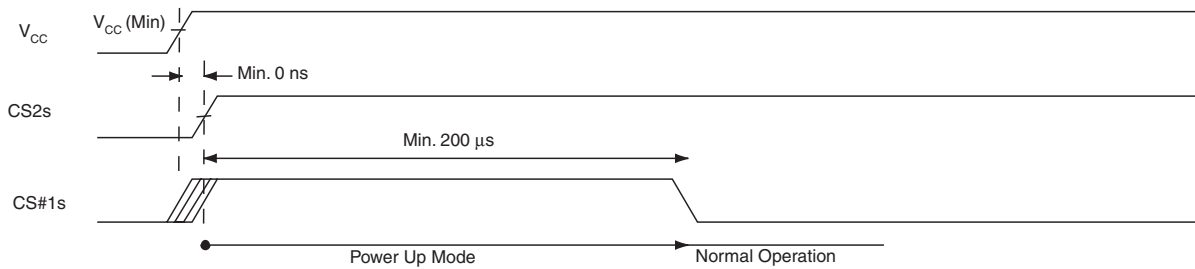 V_CC V_CC (Min)
Min. 0 ns
CS2s
Min. 200 µs
CS#1s
Power Up Mode Normal Operation